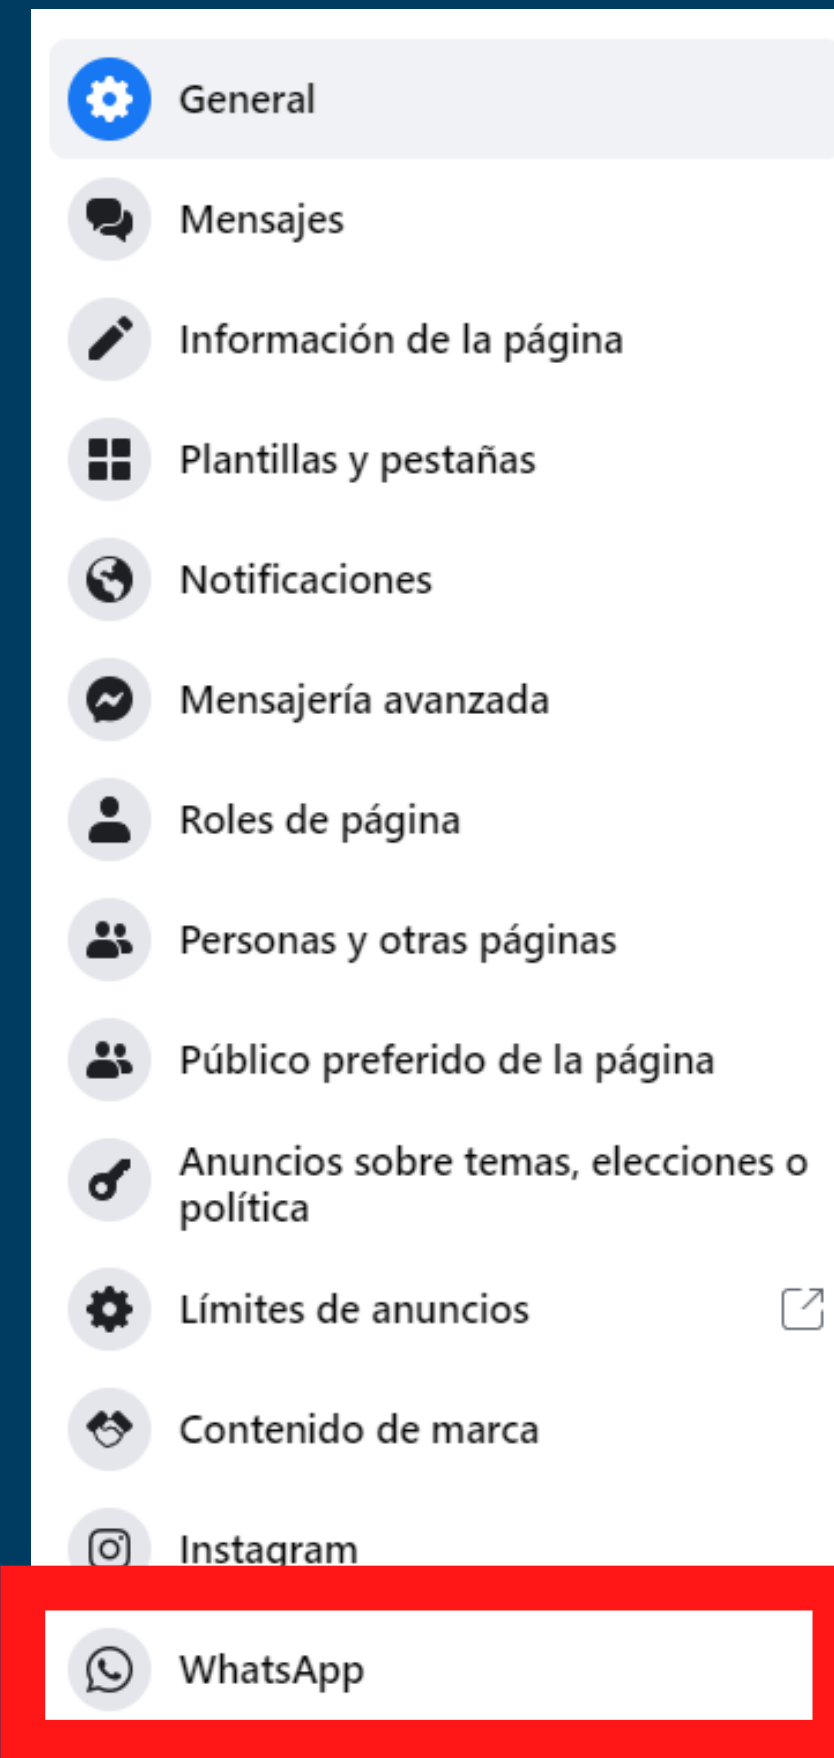 General
Mensajes
Información de la página
Plantillas y pestañas
Notificaciones
Mensajería avanzada
Roles de página
Personas y otras páginas
Público preferido de la página
Anuncios sobre temas, elecciones o
política
Límites de anuncios
Contenido de marca
Instagram
WhatsApp